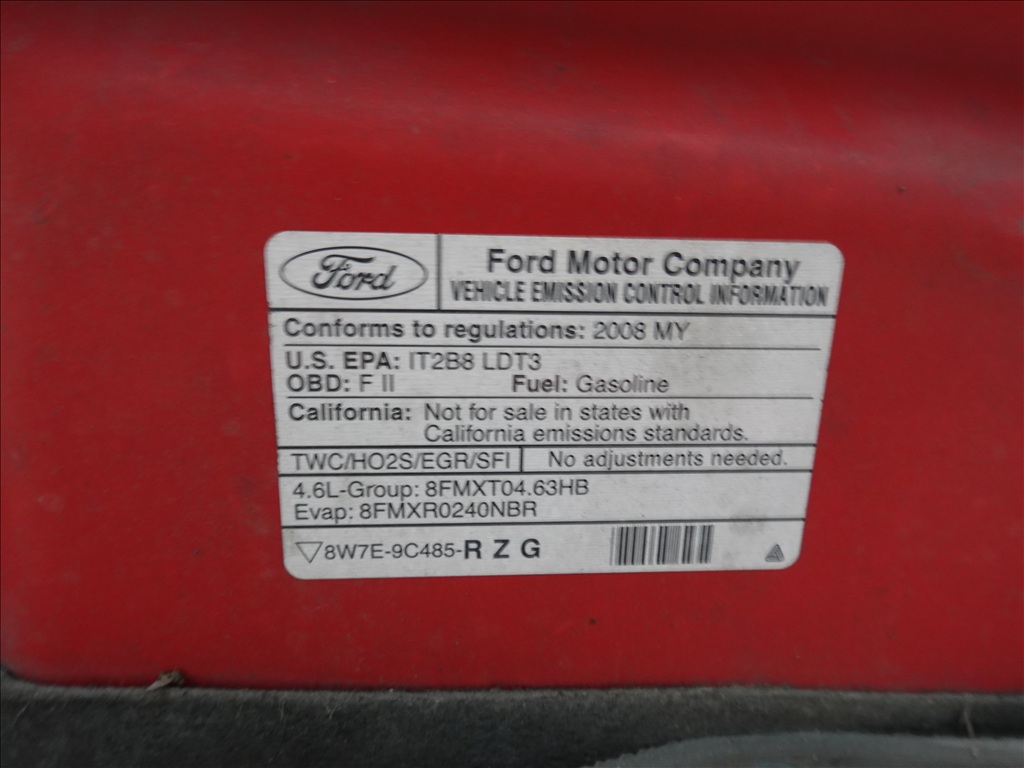 Ford
Ford Motor Company
VEHICLE EMISSION CONTROL INFORMATION
Conforms to regulations: 2008 MY
U.S. EPA: IT2B8 LDT3
OBD: F II Fuel: Gasoline
California: Not for sale in states with
California emissions standards.
TWC/HO2S/EGR/SFI No adjustments needed.
4.6L-Group: 8FMXT04.63HB
Evap: 8FMXR0240NBR
8W7E-9C485-R Z G